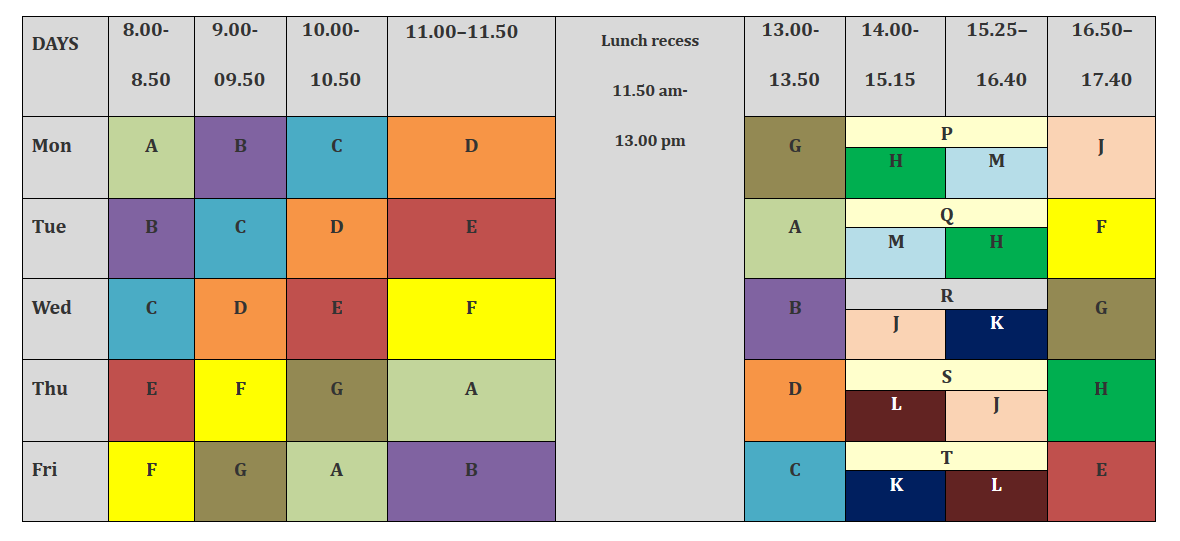 DAYS
8.00-
8.50
9.00-
09.50
10.00-
10.50
11.00–11.50
Lunch recess
11.50 am-
13.00 pm
13.00-
13.50
14.00-
15.15
15.25–
16.40
16.50–
17.40
Mon
A
B
C
D
G
P
H
M
J
Tue
B
C
D
E
A
Q
M
H
F
Wed
C
D
E
F
B
R
J
K
G
Thu
E
F
G
A
D
S
L
J
H
Fri
F
G
A
B
C
T
K
L
E